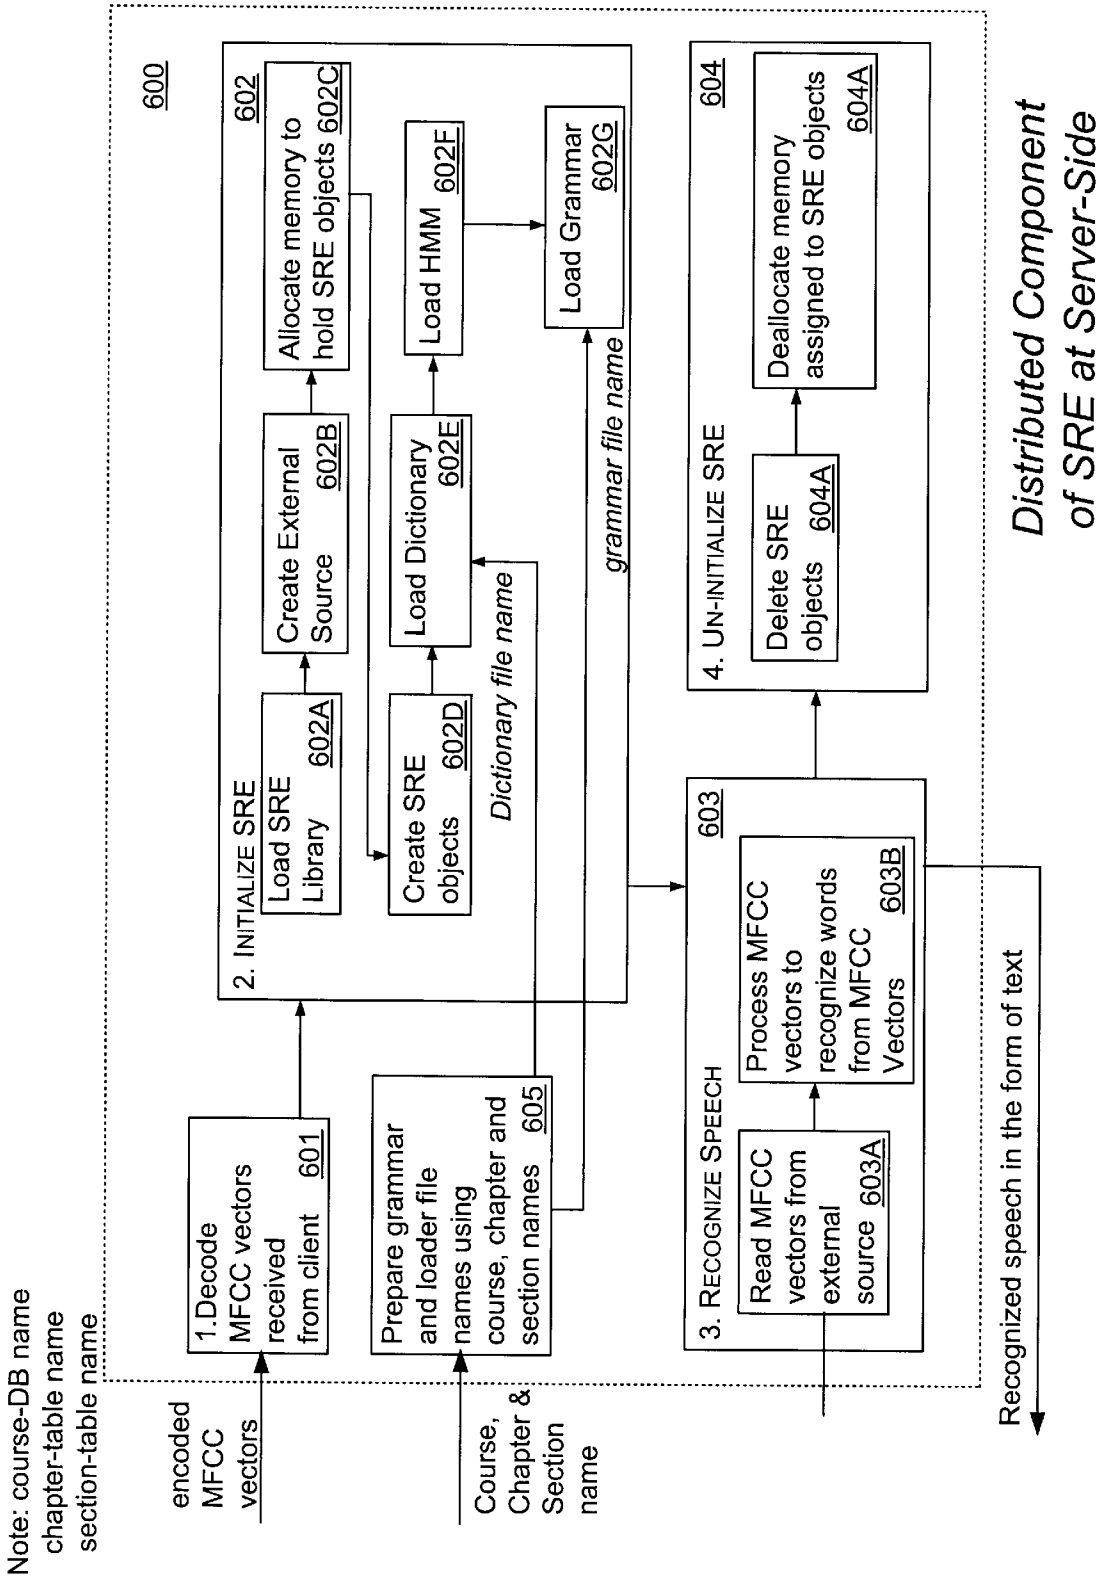 Note: course-DB name
chapter-table name
section-table name
600
encoded
MFCC
vectors
1.Decode
MFCC vectors
received
from client 601
2. INITIALIZE SRE
602
Load SRE
Library 602A
Create External
Source 602B
Allocate memory to
hold SRE objects 602C
Create SRE
objects 602D
Load Dictionary
602E
Load HMM
602F
Load Grammar
602G
Dictionary file name
grammar file name
Course,
Chapter &
Section
name
Prepare grammar
and loader file
names using
course, chapter and
section names 605
3. RECOGNIZE SPEECH
603
Read MFCC
vectors from
external
source 603A
Process MFCC
vectors to
recognize words
from MFCC
Vectors 603B
4. UN-INITIALIZE SRE
604
Delete SRE
objects 604A
Deallocate memory
assigned to SRE objects
604A
Recognized speech in the form of text
Distributed Component
of SRE at Server-Side